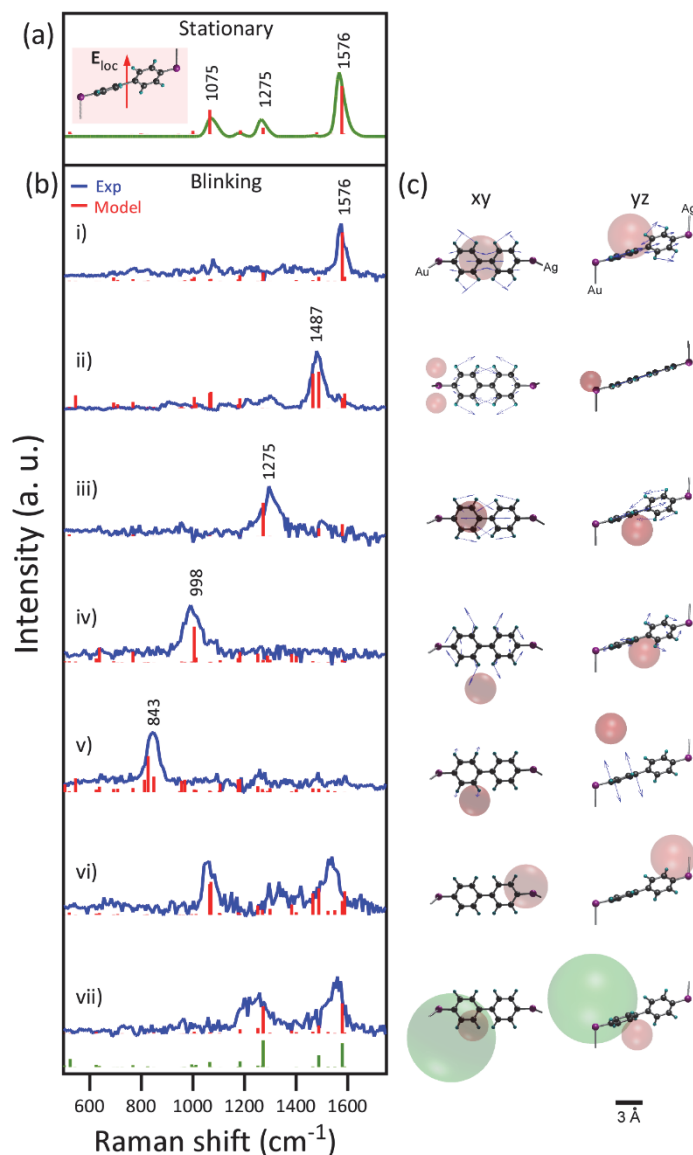 (a)
Stationary
E_loc
1075
1275
1576
(b)
Blinking
(c)
Exp
Model
1576
xy
yz
i)
Au
Ag
Ag
Au
ii)
1487
iii)
1275
iv)
998
v)
843
vi)
vii)
Intensity (a. u.)
600 800 1000 1200 1400 1600
Raman shift (cm⁻¹)
3 Å